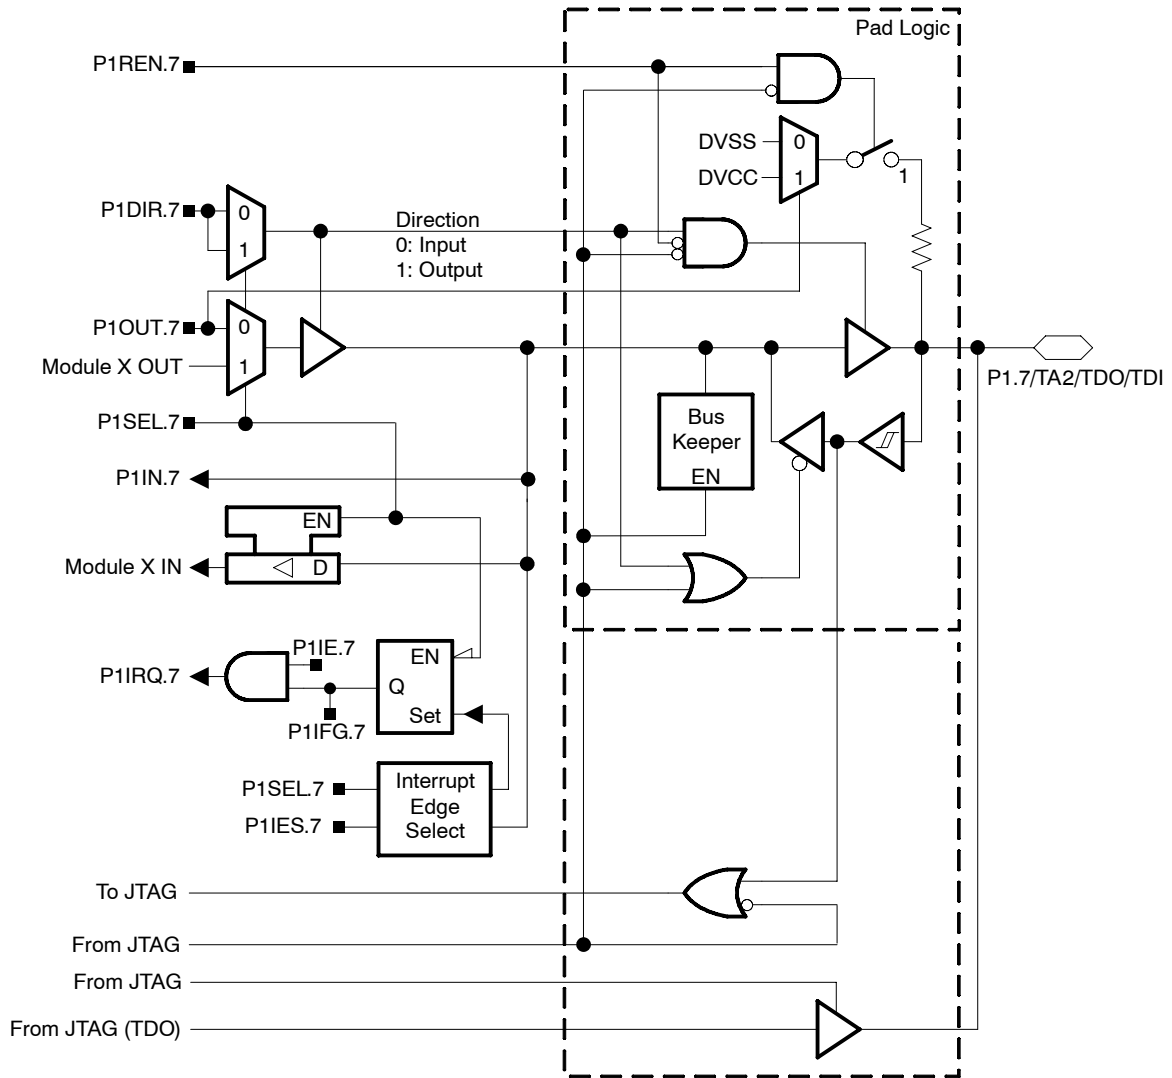 Pad Logic
P1REN.7
DVSS
0
DVCC
1
1
P1DIR.7
0
1
Direction
0: Input
1: Output
P1OUT.7
0
Module X OUT
1
P1.7/TA2/TDO/TDI
P1SEL.7
Bus
Keeper
EN
P1IN.7
EN
Module X IN
D
P1IE.7
P1IRQ.7
EN
Q
Set
P1IFG.7
P1SEL.7
P1IES.7
Interrupt
Edge
Select
To JTAG
From JTAG
From JTAG
From JTAG (TDO)